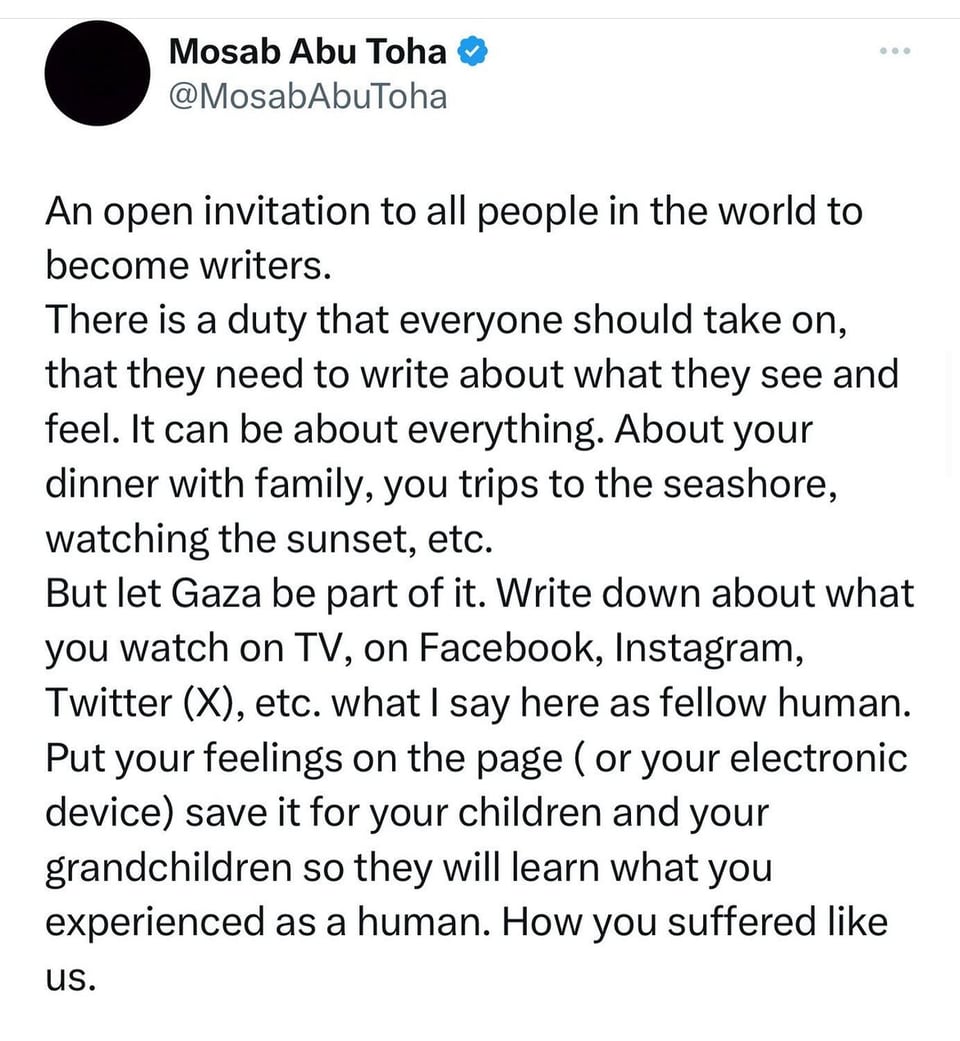 Mosab Abu Toha
@MosabAbuToha
An open invitation to all people in the world to
become writers.
There is a duty that everyone should take on,
that they need to write about what they see and
feel. It can be about everything. About your
dinner with family, you trips to the seashore,
watching the sunset, etc.
But let Gaza be part of it. Write down about what
you watch on TV, on Facebook, Instagram,
Twitter (X), etc. what I say here as fellow human.
Put your feelings on the page ( or your electronic
device) save it for your children and your
grandchildren so they will learn what you
experienced as a human. How you suffered like
us.